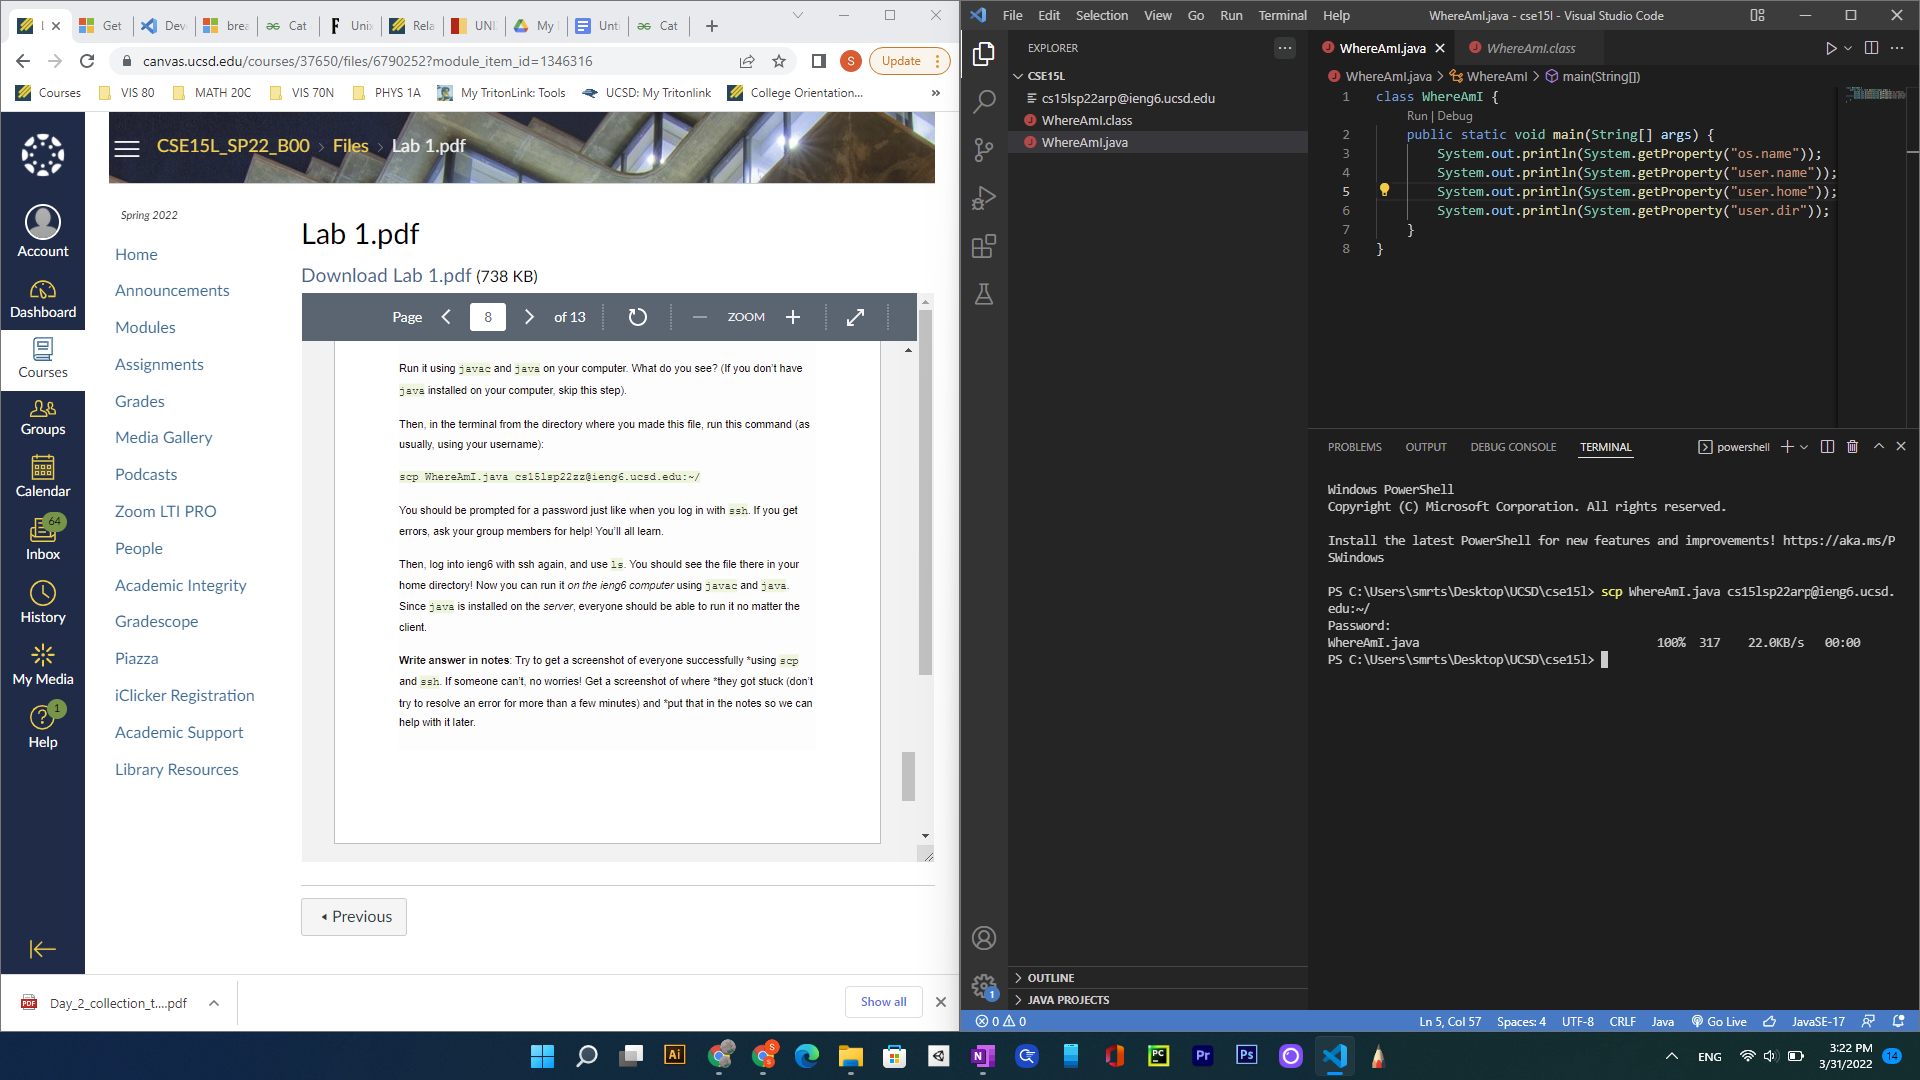 L
Get
Dev
brea
Cat
Unix
Rela
UNI
My
Unti
Cat
canvas.ucsd.edu/courses/37650/files/6790252?module_item_id=1346316
S
Update
Courses
VIS 80
MATH 20C
VIS 70N
PHYS 1A
My TritonLink: Tools
UCSD: My Tritonlink
College Orientation...
»
Account
Dashboard
Courses
Groups
Calendar
64
Inbox
History
My Media
1
Help
CSE15L_SP22_B00 › Files › Lab 1.pdf
Spring 2022
Home
Announcements
Modules
Assignments
Grades
Media Gallery
Podcasts
Zoom LTI PRO
People
Academic Integrity
Gradescope
Piazza
iClicker Registration
Academic Support
Library Resources
Lab 1.pdf
Download Lab 1.pdf (738 KB)
Page 8 of 13 ZOOM
Run it using javac and java on your computer. What do you see? (If you don't have
java installed on your computer, skip this step).
Then, in the terminal from the directory where you made this file, run this command (as
usually, using your username):
scp WhereAmI.java cs15lsp22zz@ieng6.ucsd.edu:~/
You should be prompted for a password just like when you log in with ssh. If you get
errors, ask your group members for help! You'll all learn.
Then, log into ieng6 with ssh again, and use ls. You should see the file there in your
home directory! Now you can run it on the ieng6 computer using javac and java.
Since java is installed on the server, everyone should be able to run it no matter the
client.
Write answer in notes: Try to get a screenshot of everyone successfully *using scp
and ssh. If someone can't, no worries! Get a screenshot of where *they got stuck (don't
try to resolve an error for more than a few minutes) and *put that in the notes so we can
help with it later.
Previous
PDF
Day_2_collection_t....pdf
Show all
File Edit Selection View Go Run Terminal Help
WhereAmI.java - cse15l - Visual Studio Code
EXPLORER
CSE15L
cs15lsp22arp@ieng6.ucsd.edu
WhereAmI.class
WhereAmI.java
OUTLINE
JAVA PROJECTS
1
WhereAmI.java
WhereAmI.class
WhereAmI.java > WhereAmI > main(String[])
1 class WhereAmI {
Run | Debug
2 public static void main(String[] args) {
3 System.out.println(System.getProperty("os.name"));
4 System.out.println(System.getProperty("user.name"));
5 System.out.println(System.getProperty("user.home"));
6 System.out.println(System.getProperty("user.dir"));
7 }
8 }
PROBLEMS OUTPUT DEBUG CONSOLE TERMINAL
powershell
Windows PowerShell
Copyright (C) Microsoft Corporation. All rights reserved.
Install the latest PowerShell for new features and improvements! https://aka.ms/P
SWindows
PS C:\Users\smrts\Desktop\UCSD\cse15l> scp WhereAmI.java cs15lsp22arp@ieng6.ucsd.
edu:~/
Password:
WhereAmI.java 100% 317 22.0KB/s 00:00
PS C:\Users\smrts\Desktop\UCSD\cse15l>
0 0
Ln 5, Col 57 Spaces: 4 UTF-8 CRLF Java Go Live JavaSE-17
Ai
S
N
PC
Pr
Ps
ENG
3:22 PM
3/31/2022
14